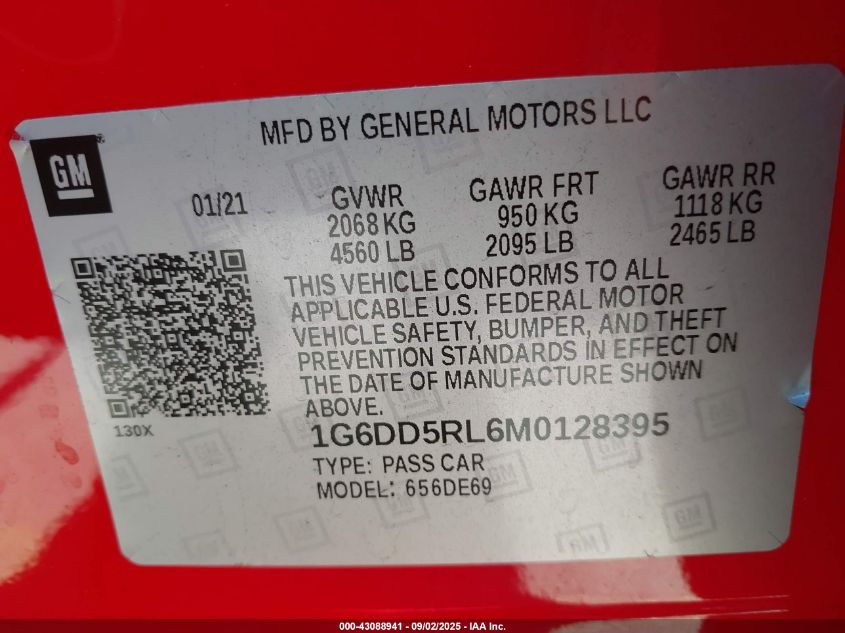 MFD BY GENERAL MOTORS LLC
GM
01/21
GVWR
2068 KG
4560 LB
GAWR FRT
950 KG
2095 LB
GAWR RR
1118 KG
2465 LB
THIS VEHICLE CONFORMS TO ALL
APPLICABLE U.S. FEDERAL MOTOR
VEHICLE SAFETY, BUMPER, AND THEFT
PREVENTION STANDARDS IN EFFECT ON
THE DATE OF MANUFACTURE SHOWN
ABOVE.
130X
1G6DD5RL6M0128395
TYPE: PASS CAR
MODEL: 656DE69
000-43088941 - 09/02/2025 - IAA Inc.